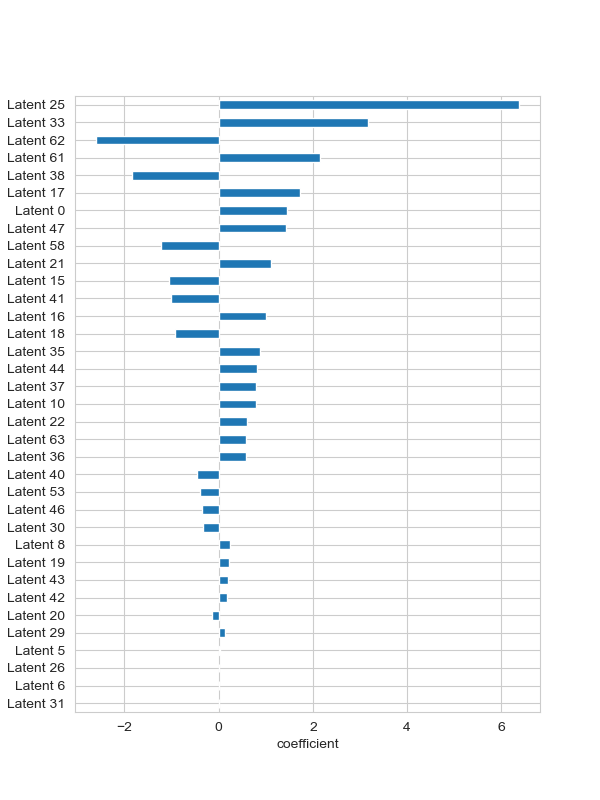 Latent 25
Latent 33
Latent 62
Latent 61
Latent 38
Latent 17
Latent 0
Latent 47
Latent 58
Latent 21
Latent 15
Latent 41
Latent 16
Latent 18
Latent 35
Latent 44
Latent 37
Latent 10
Latent 22
Latent 63
Latent 36
Latent 40
Latent 53
Latent 46
Latent 30
Latent 8
Latent 19
Latent 43
Latent 42
Latent 20
Latent 29
Latent 5
Latent 26
Latent 6
Latent 31
−2 0 2 4 6
coefficient